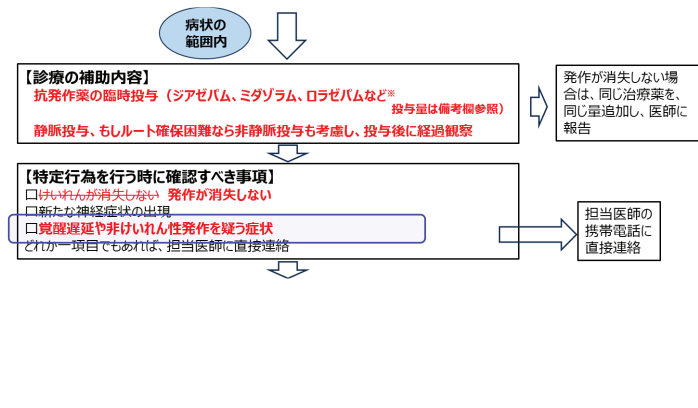 病状の
範囲内
【診療の補助内容】
抗発作薬の臨時投与（ジアゼパム、ミダゾラム、ロラゼパムなど※
投与量は備考欄参照）
静脈投与、もしルート確保困難なら非静脈投与も考慮し、投与後に経過観察
発作が消失しない場
合は、同じ治療薬を、
同じ量追加し、医師に
報告
【特定行為を行う時に確認すべき事項】
□けいれんが消失しない 発作が消失しない
□新たな神経症状の出現
□覚醒遅延や非けいれん性発作を疑う症状
どれか一項目でもあれば、担当医師に直接連絡
担当医師の
携帯電話に
直接連絡